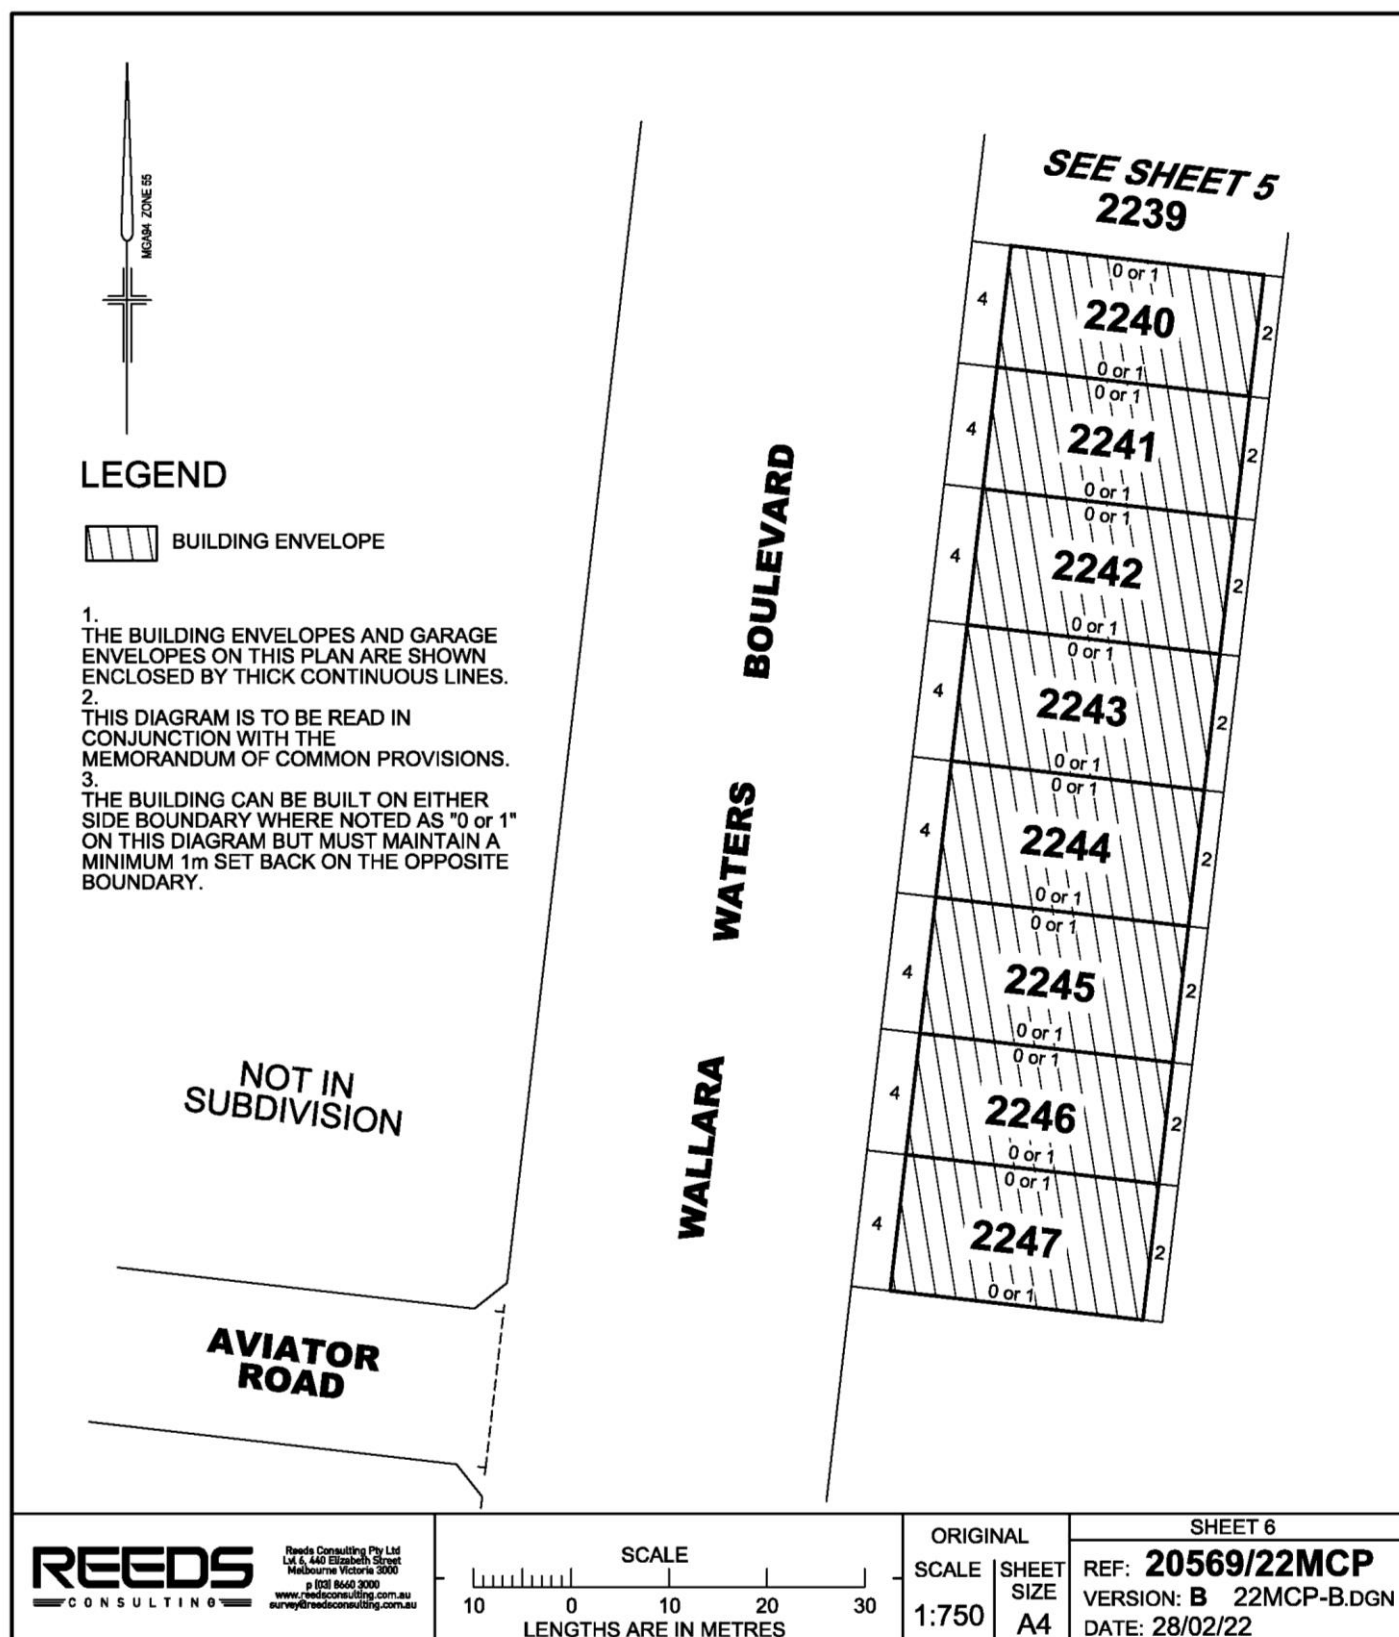 MGA94 ZONE 55
SEE SHEET 5
2239
0 or 1
4
2240
2
0 or 1
0 or 1
4
2241
2
0 or 1
0 or 1
4
2242
2
0 or 1
0 or 1
4
2243
2
0 or 1
0 or 1
4
2244
2
0 or 1
0 or 1
4
2245
2
0 or 1
0 or 1
4
2246
2
0 or 1
0 or 1
4
2247
2
0 or 1
LEGEND
BUILDING ENVELOPE
1.
THE BUILDING ENVELOPES AND GARAGE
ENVELOPES ON THIS PLAN ARE SHOWN
ENCLOSED BY THICK CONTINUOUS LINES.
2.
THIS DIAGRAM IS TO BE READ IN
CONJUNCTION WITH THE
MEMORANDUM OF COMMON PROVISIONS.
3.
THE BUILDING CAN BE BUILT ON EITHER
SIDE BOUNDARY WHERE NOTED AS "0 or 1"
ON THIS DIAGRAM BUT MUST MAINTAIN A
MINIMUM 1m SET BACK ON THE OPPOSITE
BOUNDARY.
WALLARA WATERS BOULEVARD
NOT IN
SUBDIVISION
AVIATOR
ROAD
REEDS
CONSULTING
Reeds Consulting Pty Ltd
Lvl 6, 440 Elizabeth Street
Melbourne Victoria 3000
p (03) 8660 3000
www.reedsconsulting.com.au
survey@reedsconsulting.com.au
SCALE
10 0 10 20 30
LENGTHS ARE IN METRES
ORIGINAL
SCALE
1:750
SHEET
SIZE
A4
SHEET 6
REF: 20569/22MCP
VERSION: B 22MCP-B.DGN
DATE: 28/02/22